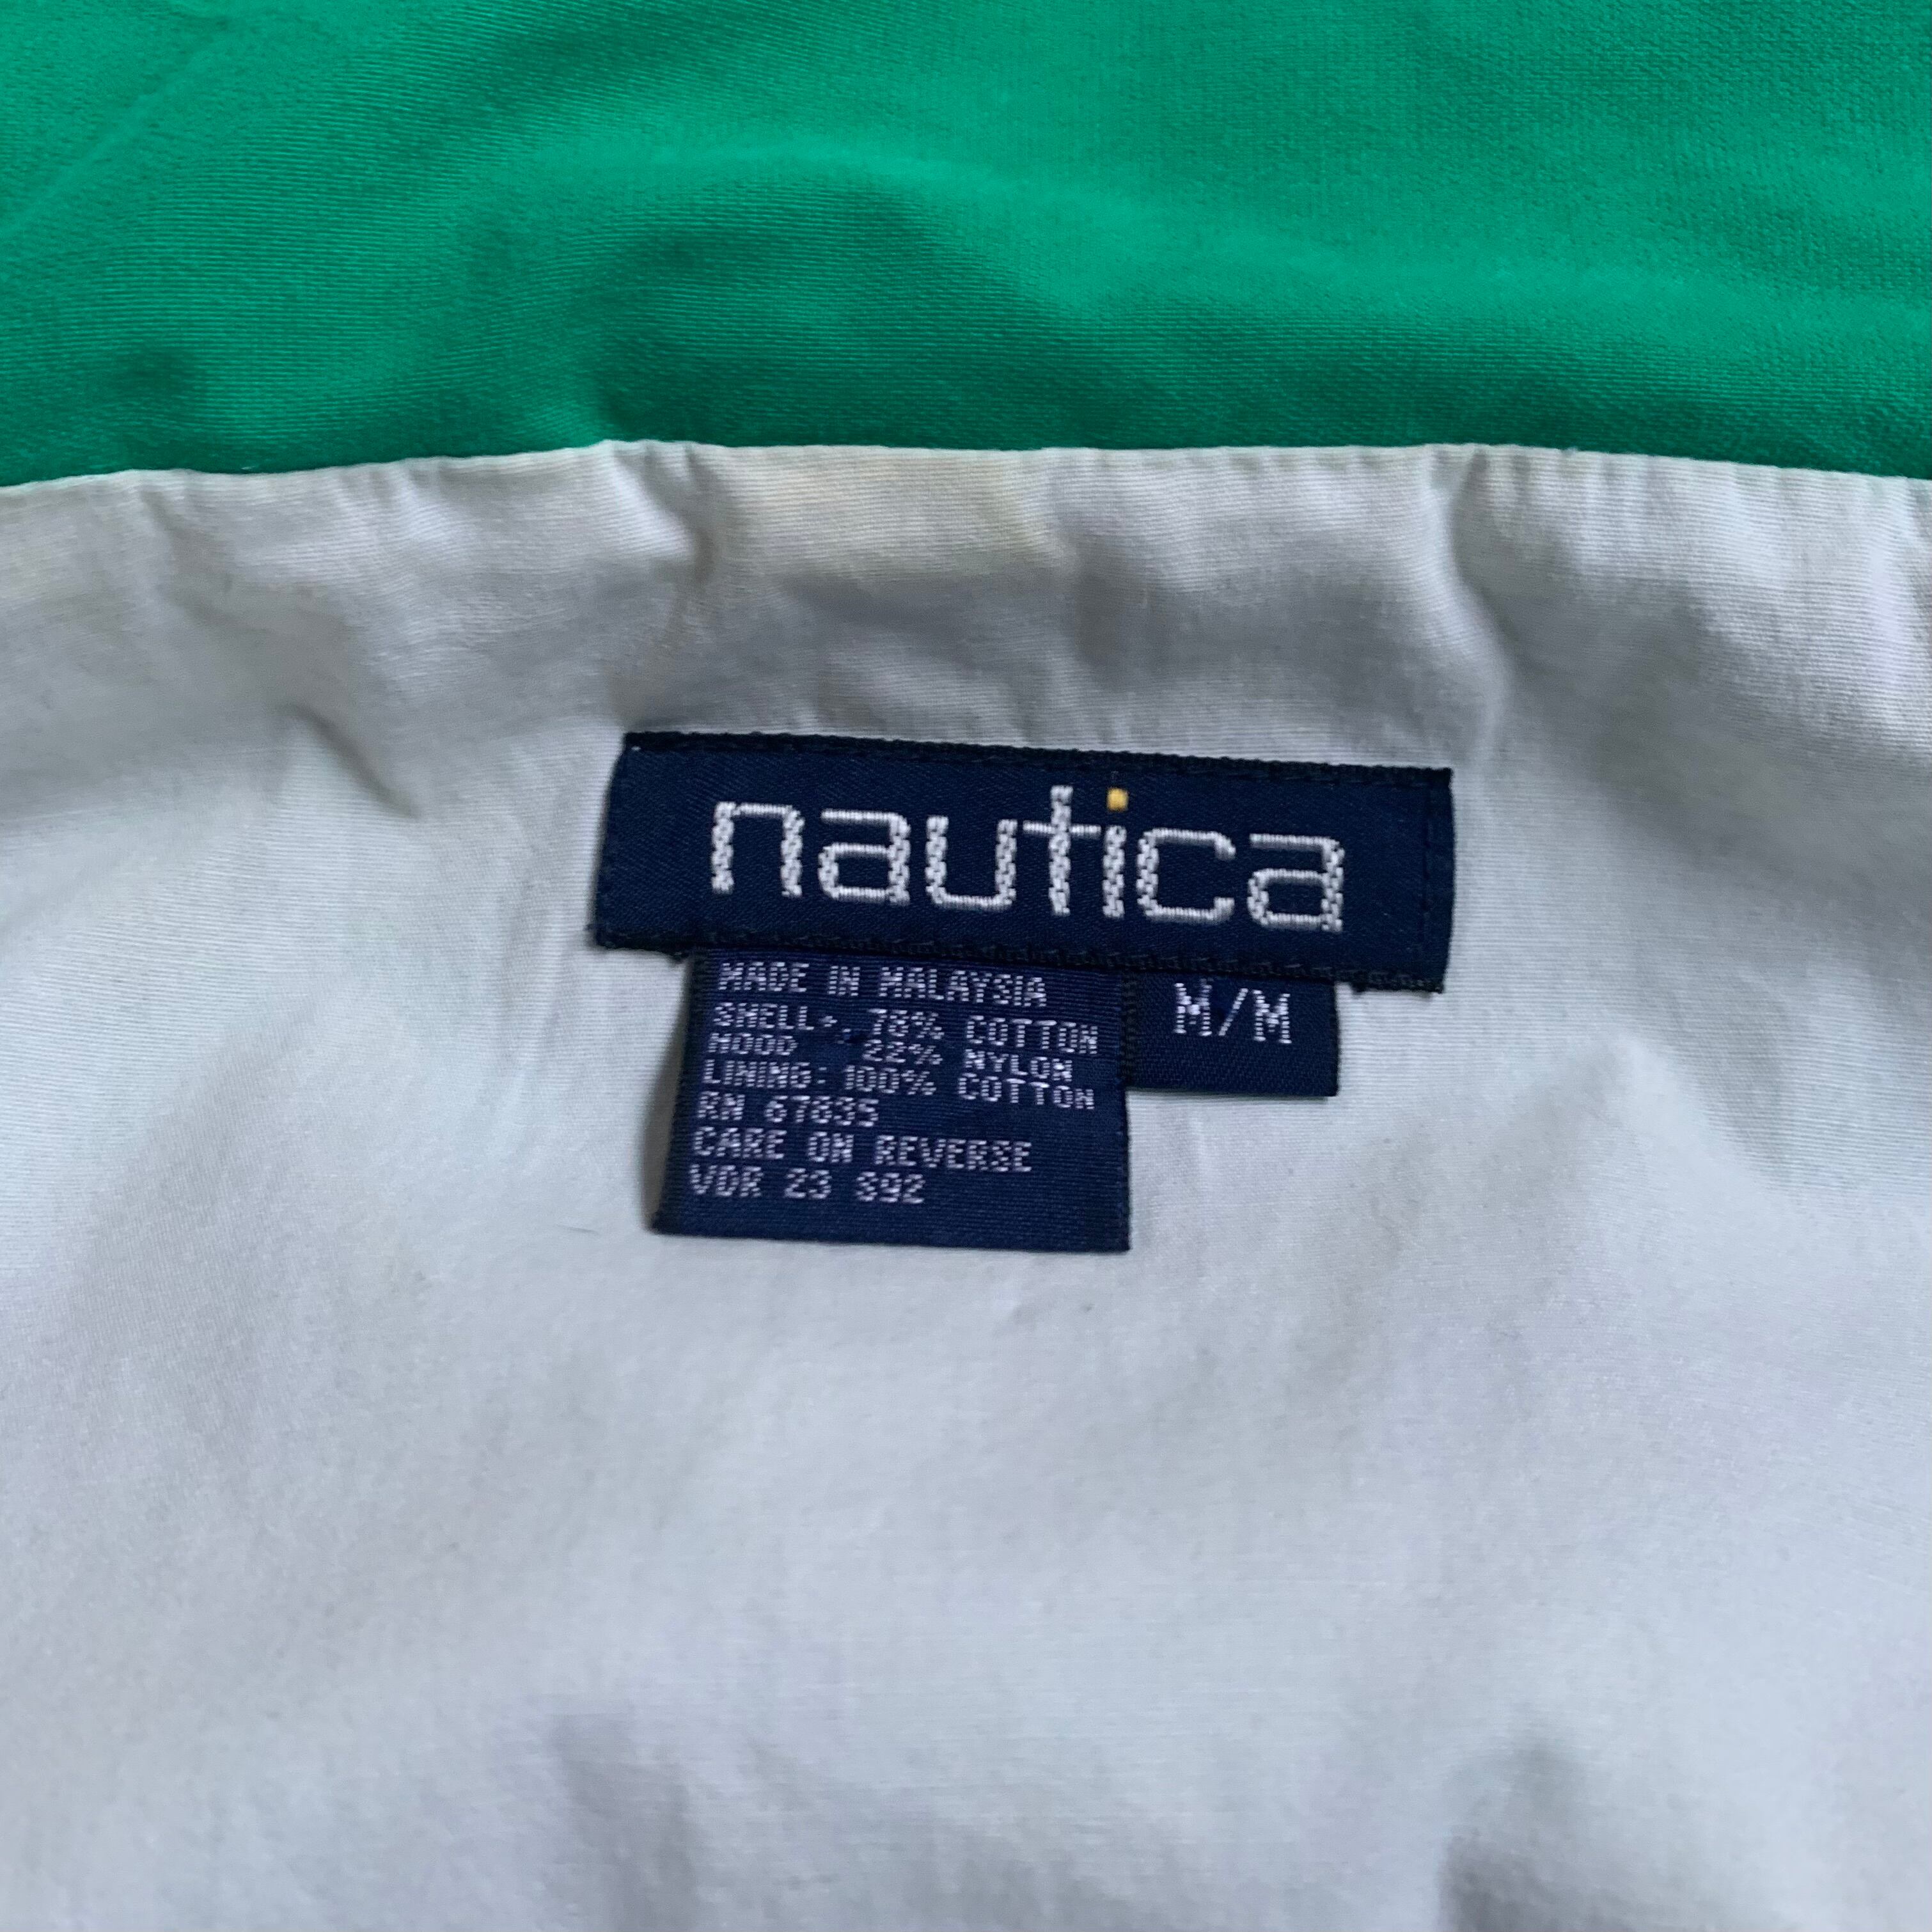 nautica
MADE IN MALAYSIA
M/M
SHELL+, 78% COTTON
HOOD 22% NYLON
LINING: 100% COTTON
RN 67835
CARE ON REVERSE
VDR 23 S92